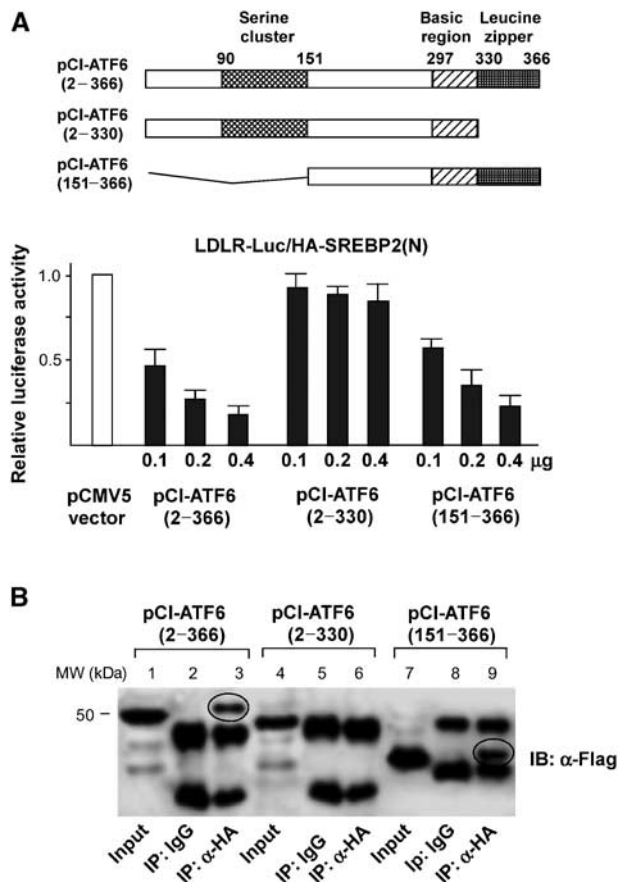 A
Serine cluster
Basic region
Leucine zipper
90 151 297 330 366
pCI-ATF6
(2–366)
pCI-ATF6
(2–330)
pCI-ATF6
(151–366)
LDLR-Luc/HA-SREBP2(N)
Relative luciferase activity
1.0
0.5
0.1 0.2 0.4 0.1 0.2 0.4 0.1 0.2 0.4 μg
pCMV5 vector
pCI-ATF6 (2–366)
pCI-ATF6 (2–330)
pCI-ATF6 (151–366)
B
pCI-ATF6 (2–366)
pCI-ATF6 (2–330)
pCI-ATF6 (151–366)
MW (kDa) 1 2 3 4 5 6 7 8 9
50
IB: α-Flag
Input
IP: IgG
IP: α-HA
Input
IP: IgG
IP: α-HA
Input
Ip: IgG
IP: α-HA